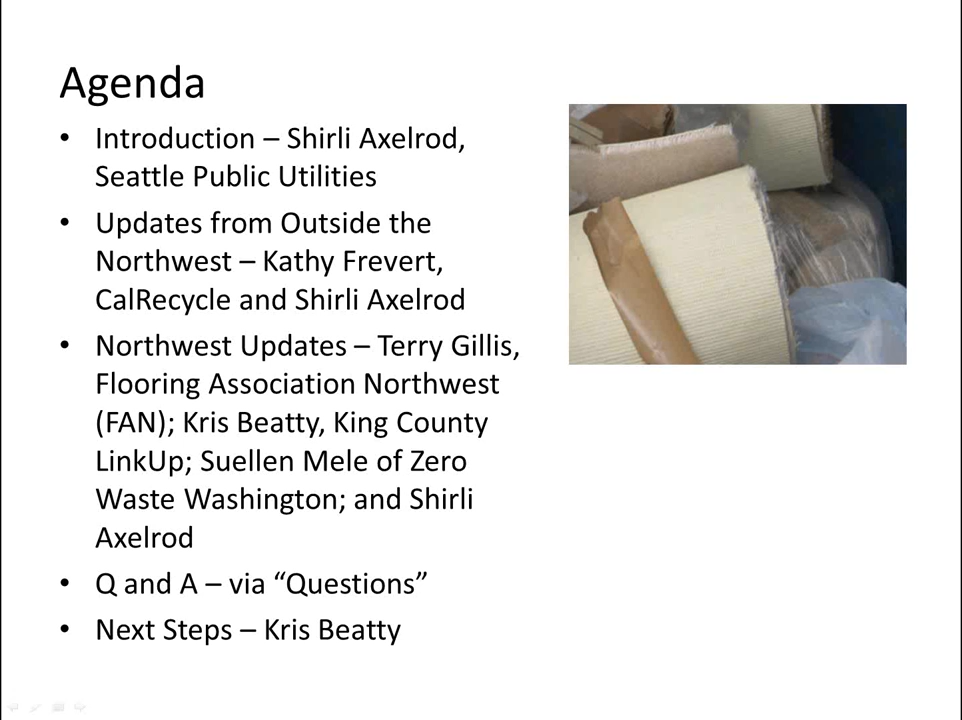 Agenda
• Introduction – Shirli Axelrod,
Seattle Public Utilities
• Updates from Outside the
Northwest – Kathy Frevert,
CalRecycle and Shirli Axelrod
• Northwest Updates – Terry Gillis,
Flooring Association Northwest
(FAN); Kris Beatty, King County
LinkUp; Suellen Mele of Zero
Waste Washington; and Shirli
Axelrod
• Q and A – via “Questions”
• Next Steps – Kris Beatty